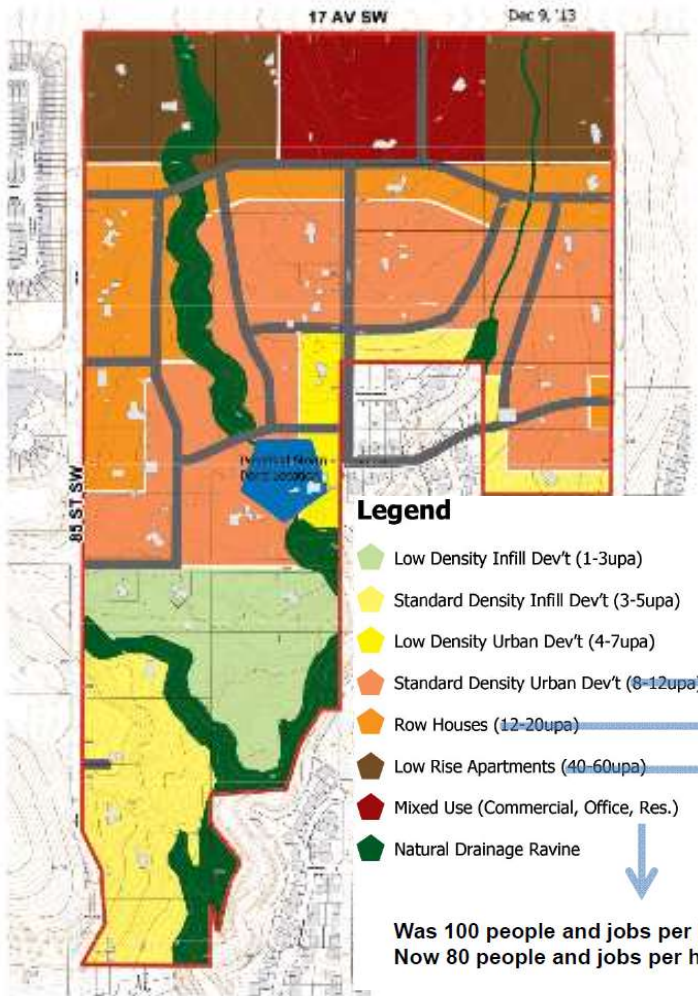 17 AV SW
Dec 9, '13
85 ST SW
Legend
Low Density Infill Dev't (1-3upa)
Standard Density Infill Dev't (3-5upa)
Low Density Urban Dev't (4-7upa)
Standard Density Urban Dev't (8-12upa)
Row Houses (12-20upa)
Low Rise Apartments (40-60upa)
Mixed Use (Commercial, Office, Res.)
Natural Drainage Ravine
Was 100 people and jobs per
Now 80 people and jobs per h